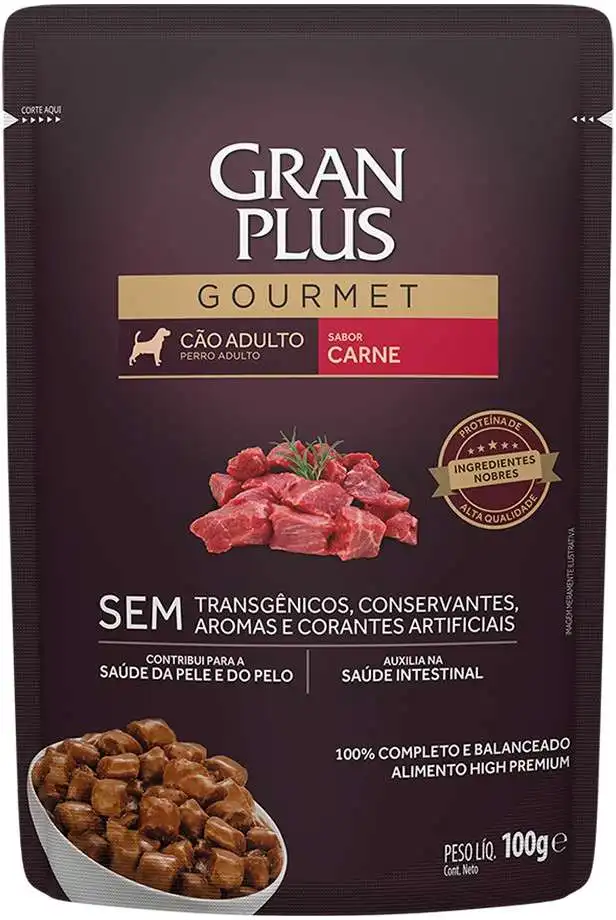 CORTE AQUI
GRAN
PLUS
GOURMET
CÃO ADULTO
PERRO ADULTO
SABOR
CARNE
PROTEÍNA DE
INGREDIENTES
NOBRES
ALTA QUALIDADE
IMAGEM MERAMENTE ILUSTRATIVA
SEM TRANSGÊNICOS, CONSERVANTES,
AROMAS E CORANTES ARTIFICIAIS
CONTRIBUI PARA A
SAÚDE DA PELE E DO PELO
AUXILIA NA
SAÚDE INTESTINAL
100% COMPLETO E BALANCEADO
ALIMENTO HIGH PREMIUM
PESO LÍQ. 100g e
Cont. Neto